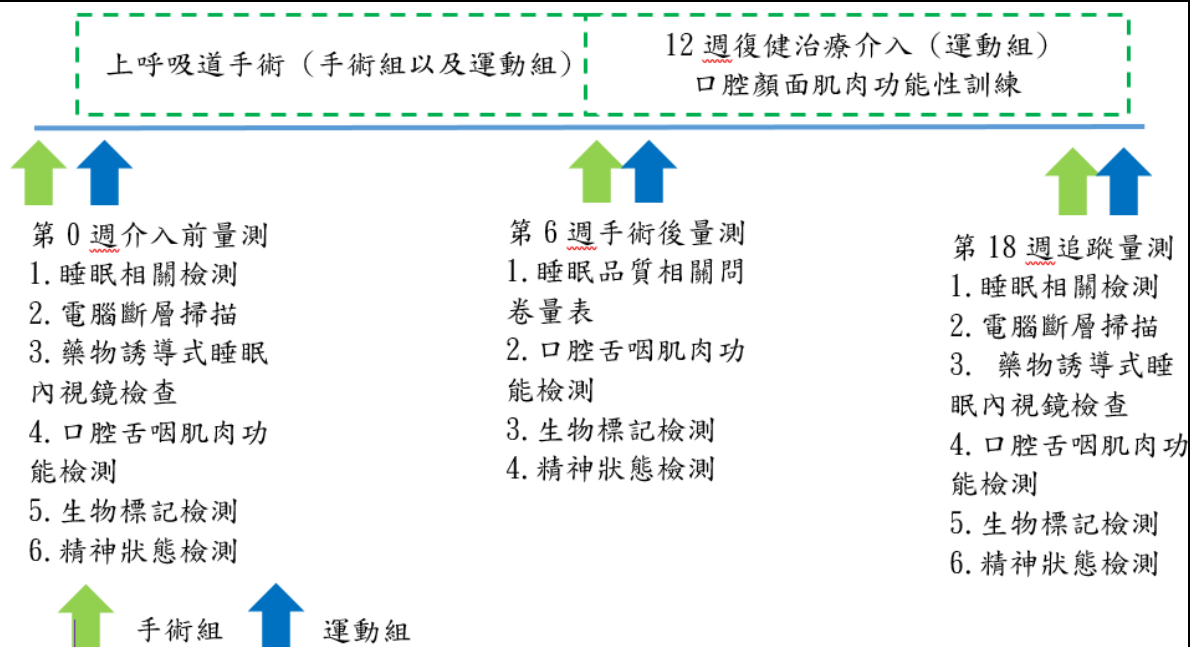 上呼吸道手術（手術組以及運動組）
12 週復健治療介入（運動組）
口腔顏面肌肉功能性訓練
第 0 週介入前量測
1.睡眠相關檢測
2.電腦斷層掃描
3.藥物誘導式睡眠
內視鏡檢查
4.口腔舌咽肌肉功
能檢測
5.生物標記檢測
6.精神狀態檢測
第 6 週手術後量測
1.睡眠品質相關問
卷量表
2.口腔舌咽肌肉功
能檢測
3.生物標記檢測
4.精神狀態檢測
第 18 週追蹤量測
1.睡眠相關檢測
2.電腦斷層掃描
3. 藥物誘導式睡
眠內視鏡檢查
4.口腔舌咽肌肉功
能檢測
5.生物標記檢測
6.精神狀態檢測
手術組
運動組